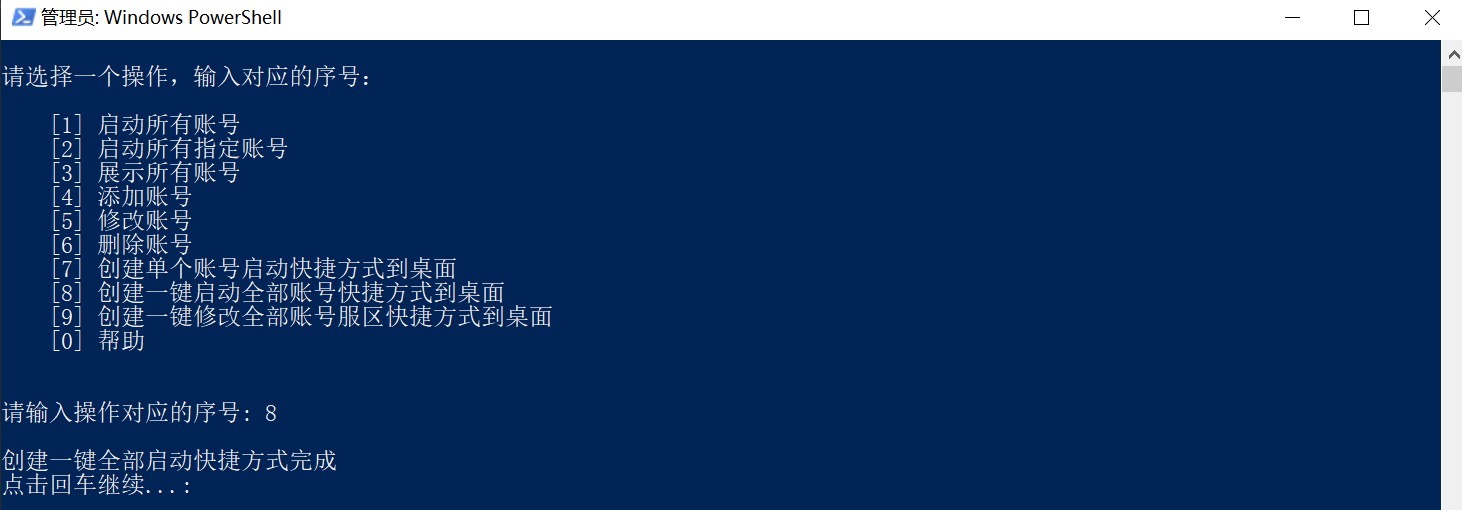 管理员: Windows PowerShell
请选择一个操作，输入对应的序号：
[1] 启动所有账号
[2] 启动所有指定账号
[3] 展示所有账号
[4] 添加账号
[5] 修改账号
[6] 删除账号
[7] 创建单个账号启动快捷方式到桌面
[8] 创建一键启动全部账号快捷方式到桌面
[9] 创建一键修改全部账号服区快捷方式到桌面
[0] 帮助
请输入操作对应的序号: 8
创建一键全部启动快捷方式完成
点击回车继续...: